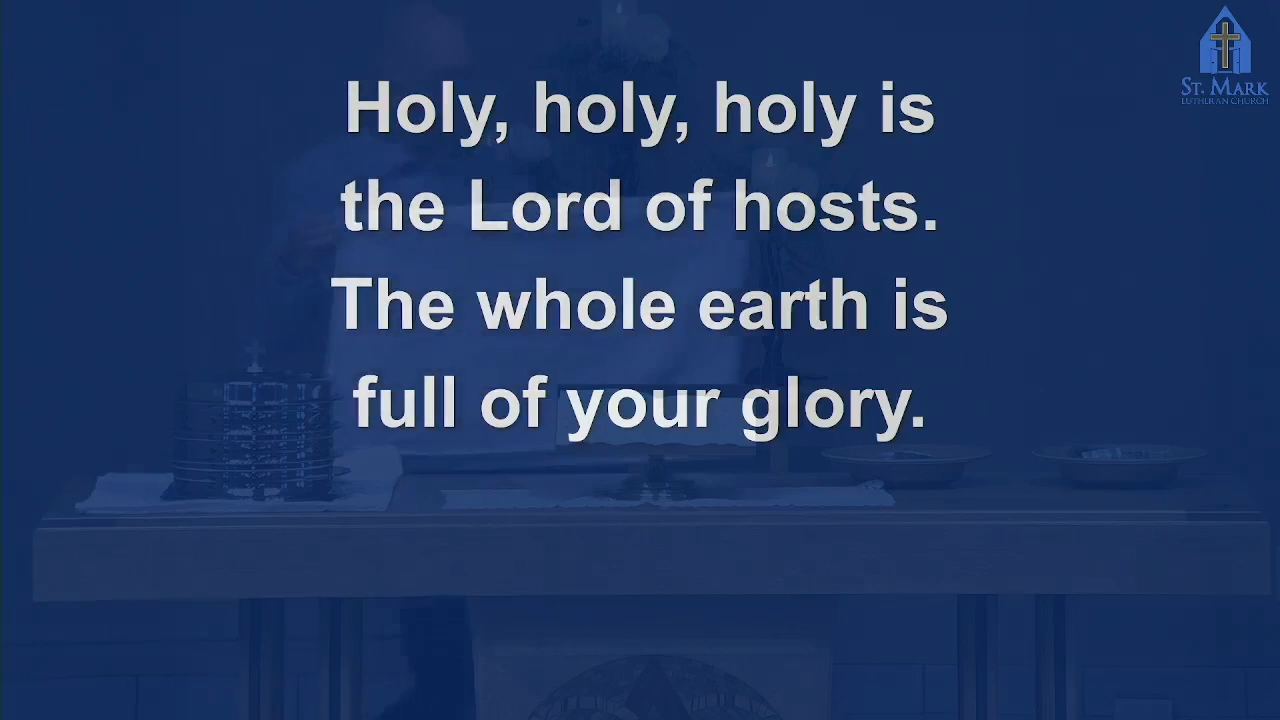 St. Mark
Lutheran Church
Holy, holy, holy is
the Lord of hosts.
The whole earth is
full of your glory.